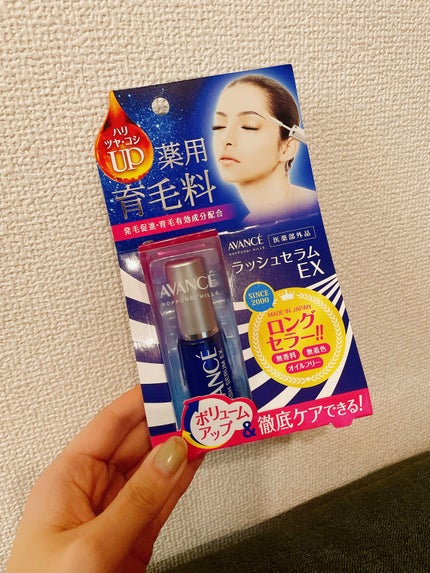 ハリ
ツヤ・コシ
UP
薬用
育毛料
発毛促進・育毛有効成分配合
AVANCÉ
ROPPONGI HILLS
医薬部外品
ラッシュセラム
EX
AVANCÉ
ROPPONGI HILLS
SINCE
2000
MADE IN JAPAN
ロング
セラー!!
無香料
無着色
オイルフリー
ボリューム
アップ
&徹底ケアできる!